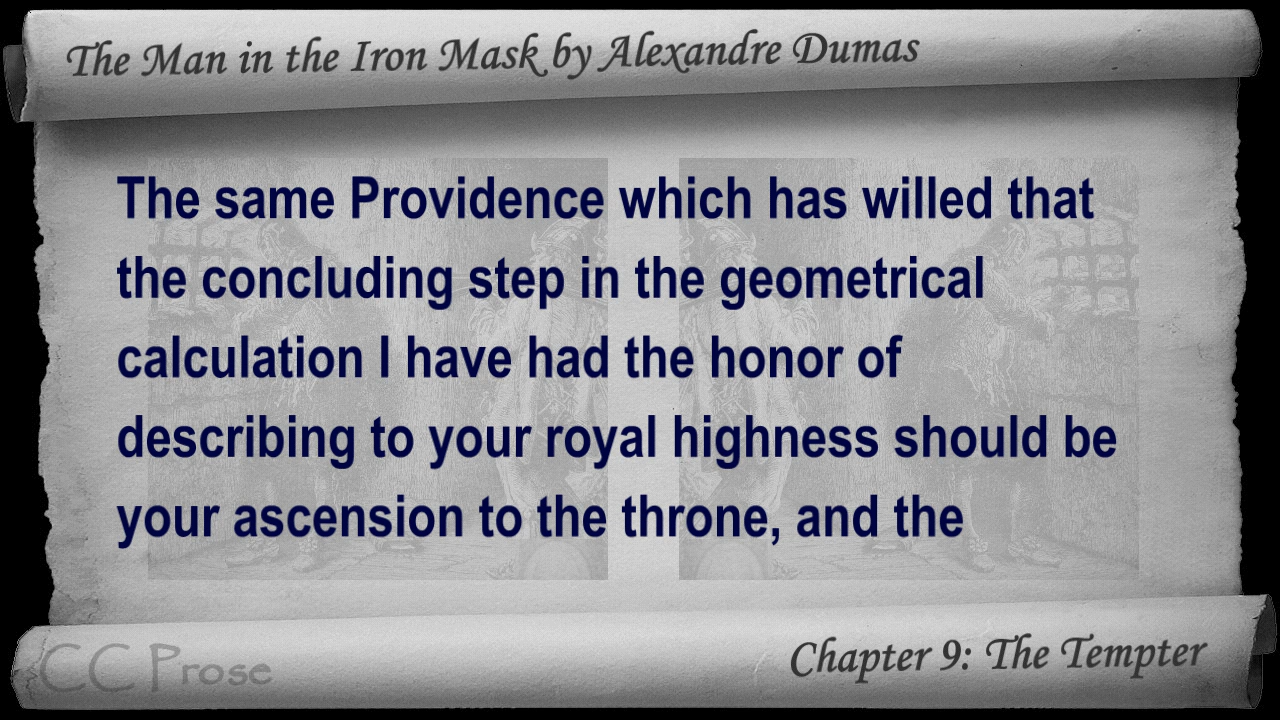 The Man in the Iron Mask by Alexandre Dumas
The same Providence which has willed that
the concluding step in the geometrical
calculation I have had the honor of
describing to your royal highness should be
your ascension to the throne, and the
CC Prose
Chapter 9: The Tempter